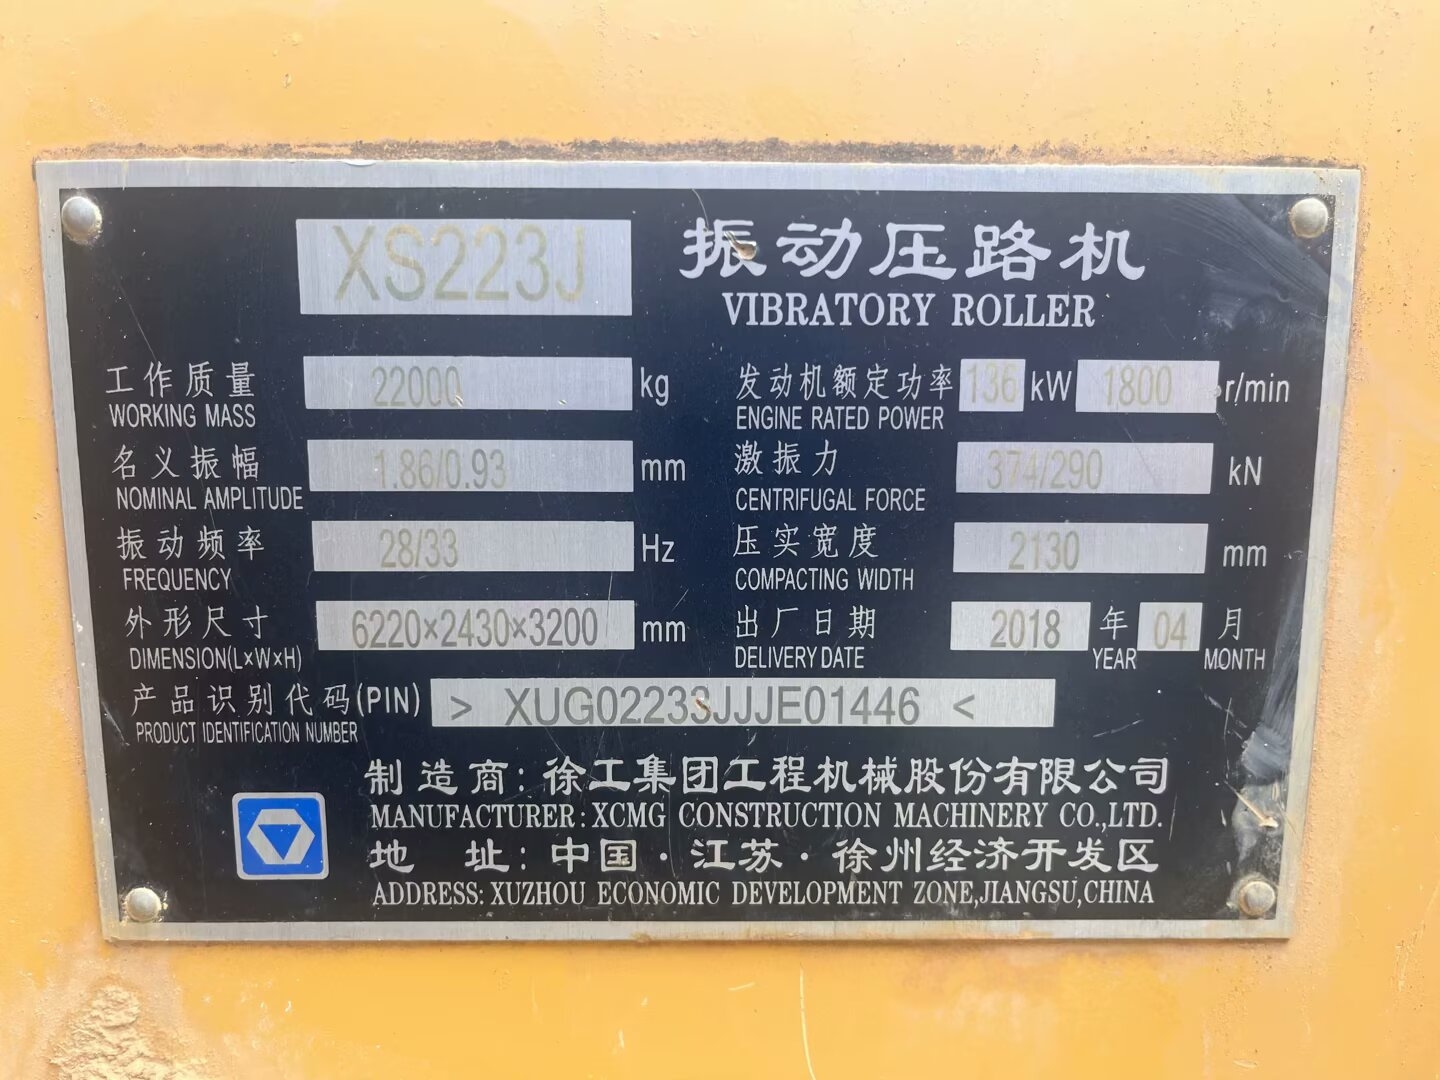 XS223J 振动压路机
VIBRATORY ROLLER
工作质量 22000 kg 发动机额定功率 136 kW 1800 r/min
WORKING MASS ENGINE RATED POWER
名义振幅 1.86/0.93 mm 激振力 374/290 kN
NOMINAL AMPLITUDE CENTRIFUGAL FORCE
振动频率 28/33 Hz 压实宽度 2130 mm
FREQUENCY COMPACTING WIDTH
外形尺寸 6220×2430×3200 mm 出厂日期 2018 年 04 月
DIMENSION(L×W×H) DELIVERY DATE YEAR MONTH
产品识别代码(PIN) > XUG02233JJJE01446 <
PRODUCT IDENTIFICATION NUMBER
制造商:徐工集团工程机械股份有限公司
MANUFACTURER: XCMG CONSTRUCTION MACHINERY CO.,LTD.
地 址:中国·江苏·徐州经济开发区
ADDRESS: XUZHOU ECONOMIC DEVELOPMENT ZONE,JIANGSU,CHINA